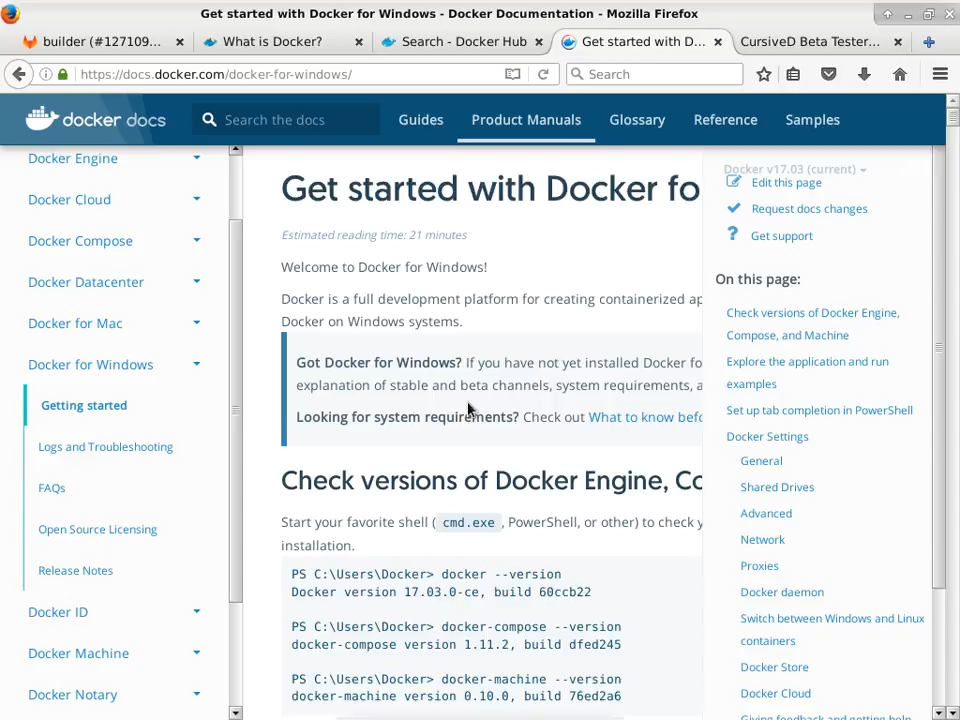 Get started with Docker for Windows - Docker Documentation - Mozilla Firefox
builder (#127109...
What is Docker?
Search - Docker Hub
Get started with D...
CursiveD Beta Tester...
https://docs.docker.com/docker-for-windows/
Search
docker docs
Search the docs
Guides
Product Manuals
Glossary
Reference
Samples
Docker Engine
Docker Cloud
Docker Compose
Docker Datacenter
Docker for Mac
Docker for Windows
Getting started
Logs and Troubleshooting
FAQs
Open Source Licensing
Release Notes
Docker ID
Docker Machine
Docker Notary
Get started with Docker fo
Estimated reading time: 21 minutes
Welcome to Docker for Windows!
Docker is a full development platform for creating containerized ap
Docker on Windows systems.
Got Docker for Windows? If you have not yet installed Docker fo
explanation of stable and beta channels, system requirements, a
Looking for system requirements? Check out What to know befo
Check versions of Docker Engine, Co
Start your favorite shell ( cmd.exe , PowerShell, or other) to check y
installation.
PS C:\Users\Docker> docker --version
Docker version 17.03.0-ce, build 60ccb22
PS C:\Users\Docker> docker-compose --version
docker-compose version 1.11.2, build dfed245
PS C:\Users\Docker> docker-machine --version
docker-machine version 0.10.0, build 76ed2a6
Docker v17.03 (current)
Edit this page
Request docs changes
Get support
On this page:
Check versions of Docker Engine,
Compose, and Machine
Explore the application and run
examples
Set up tab completion in PowerShell
Docker Settings
General
Shared Drives
Advanced
Network
Proxies
Docker daemon
Switch between Windows and Linux
containers
Docker Store
Docker Cloud
Giving feedback and getting help